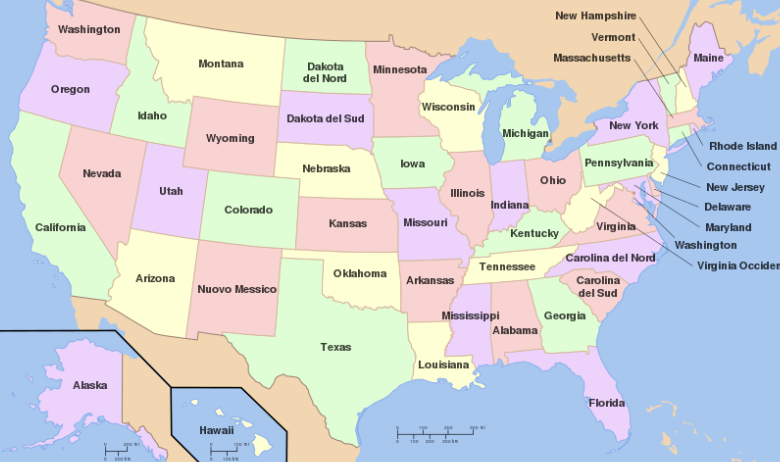 New Hampshire
Vermont
Massachusetts
Washington
Maine
Montana
Dakota
del Nord
Minnesota
Oregon
Idaho
Wisconsin
Dakota del Sud
New York
Michigan
Wyoming
Rhode Island
Nebraska
Iowa
Pennsylvania
Connecticut
Nevada
Utah
Illinois
Indiana
Ohio
New Jersey
Colorado
Delaware
California
Kansas
Missouri
Kentucky
Virginia
Maryland
Washington
Carolina del Nord
Virginia Occiden
Arizona
Oklahoma
Tennessee
Nuovo Messico
Arkansas
Carolina
del Sud
Mississippi
Alabama
Georgia
Texas
Louisiana
Alaska
Florida
Hawaii